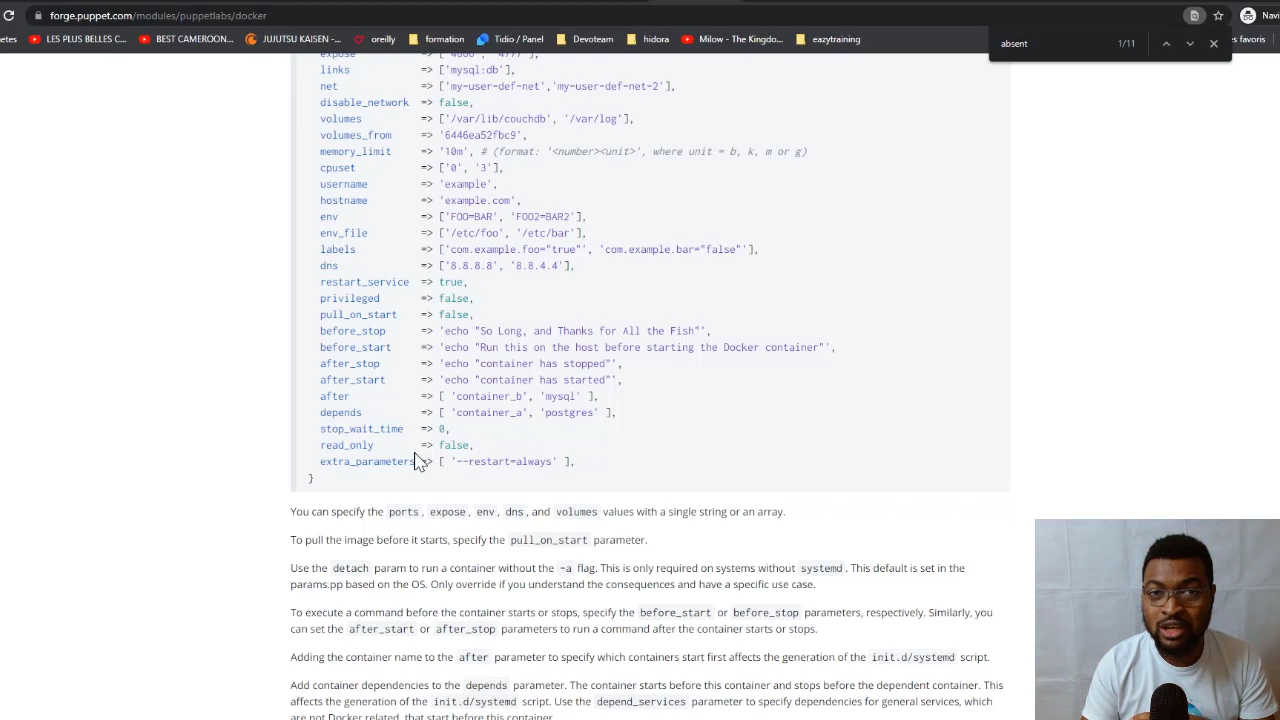 forge.puppet.com/modules/puppetlabs/docker
Navi
etes
LES PLUS BELLES C...
BEST CAMEROON...
JUJUTSU KAISEN -...
oreilly
formation
Tidio / Panel
Devoteam
hidora
Milow - The Kingdo...
eazytraining
es favoris
absent
1/11
expose => ['4666', '4777'],
links => ['mysql:db'],
net => ['my-user-def-net','my-user-def-net-2'],
disable_network => false,
volumes => ['/var/lib/couchdb', '/var/log'],
volumes_from => '6446ea52fbc9',
memory_limit => '10m', # (format: '<number><unit>', where unit = b, k, m or g)
cpuset => ['0', '3'],
username => 'example',
hostname => 'example.com',
env => ['FOO=BAR', 'FOO2=BAR2'],
env_file => ['/etc/foo', '/etc/bar'],
labels => ['com.example.foo="true"', 'com.example.bar="false"'],
dns => ['8.8.8.8', '8.8.4.4'],
restart_service => true,
privileged => false,
pull_on_start => false,
before_stop => 'echo "So Long, and Thanks for All the Fish"',
before_start => 'echo "Run this on the host before starting the Docker container"',
after_stop => 'echo "container has stopped"',
after_start => 'echo "container has started"',
after => [ 'container_b', 'mysql' ],
depends => [ 'container_a', 'postgres' ],
stop_wait_time => 0,
read_only => false,
extra_parameters => [ '--restart=always' ],
}
You can specify the ports, expose, env, dns, and volumes values with a single string or an array.
To pull the image before it starts, specify the pull_on_start parameter.
Use the detach param to run a container without the -a flag. This is only required on systems without systemd. This default is set in the
params.pp based on the OS. Only override if you understand the consequences and have a specific use case.
To execute a command before the container starts or stops, specify the before_start or before_stop parameters, respectively. Similarly, you
can set the after_start or after_stop parameters to run a command after the container starts or stops.
Adding the container name to the after parameter to specify which containers start first affects the generation of the init.d/systemd script.
Add container dependencies to the depends parameter. The container starts before this container and stops before the dependent container. This
affects the generation of the init.d/systemd script. Use the depend_services parameter to specify dependencies for general services, which
are not Docker related, that start before this container.